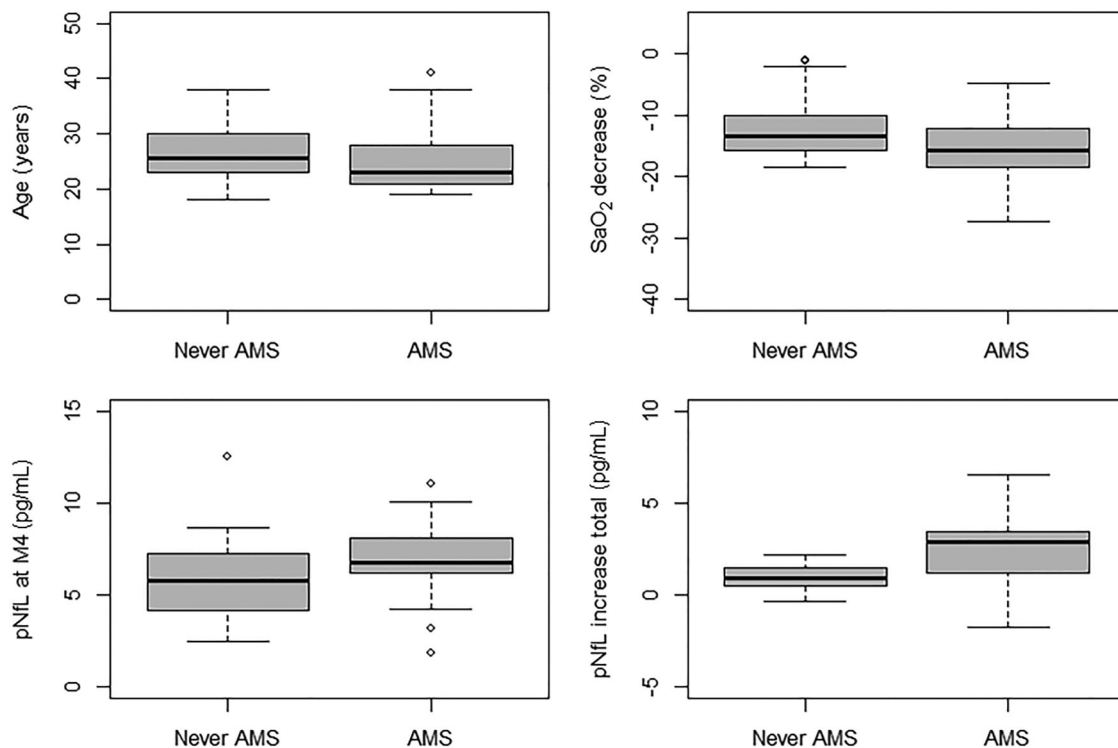 Age (years)
50
40
30
20
10
0
Never AMS
AMS
SaO2 decrease (%)
0
-10
-20
-30
-40
Never AMS
AMS
pNfL at M4 (pg/mL)
15
10
5
0
Never AMS
AMS
pNfL increase total (pg/mL)
10
5
0
-5
Never AMS
AMS